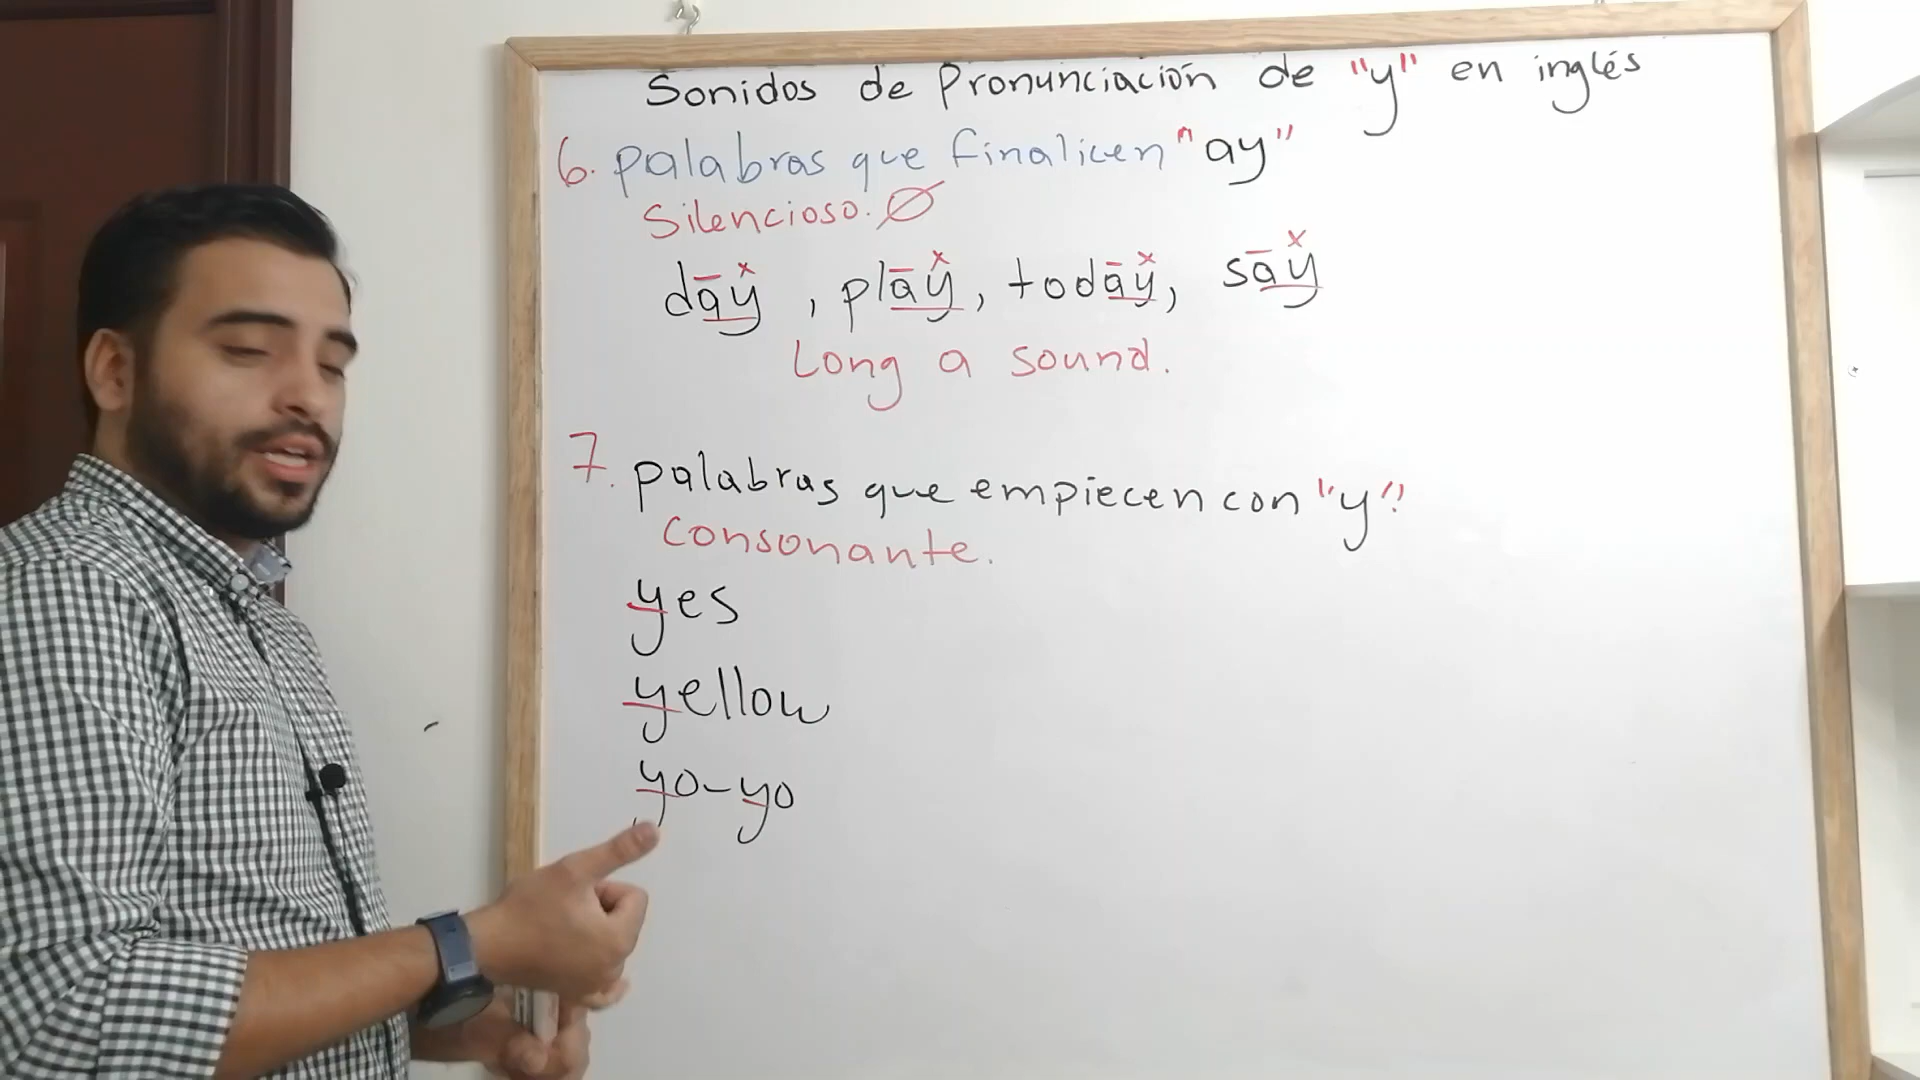 Sonidos de Pronunciación de "y" en inglés
6. palabras que finalicen "ay"
Silencioso. Ø
day, play, today, say
Long a sound.
7. palabras que empiecen con "y"
consonante.
yes
yellow
yo-yo